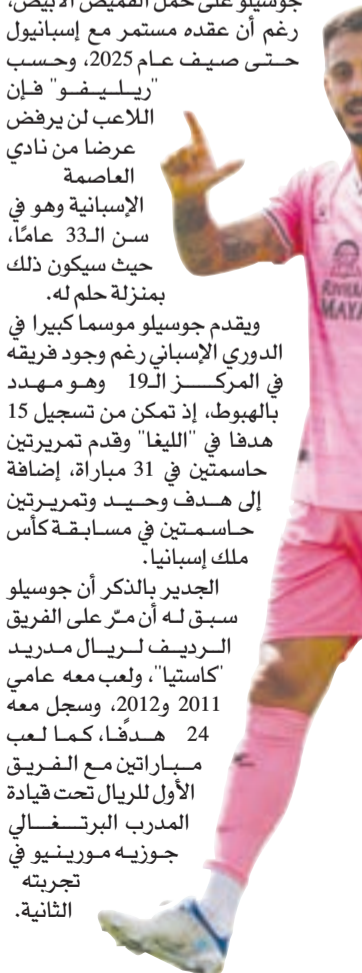 جوسيلو على حمل القميص الأبيض،
رغم أن عقده مستمر مع إسبانيول
حتى صيف عام 2025، وحسب
"ريليفو" فإن
اللاعب لن يرفض
عرضا من نادي
العاصمة
الإسبانية وهو في
سن الـ33 عامًا،
حيث سيكون ذلك
بمنزلة حلم له.
ويقدم جوسيلو موسما كبيرا في
الدوري الإسباني رغم وجود فريقه
في المركز الـ19 وهو مهدد
بالهبوط، إذ تمكن من تسجيل 15
هدفا في "الليغا" وقدم تمريرتين
حاسمتين في 31 مباراة، إضافة
إلى هدف وحيد وتمريرتين
حاسمتين في مسابقة كأس
ملك إسبانيا.
الجدير بالذكر أن جوسيلو
سبق له أن مرّ على الفريق
الرديف لريال مدريد
"كاستيا"، ولعب معه عامي
2011 و2012، وسجل معه
24 هدفًا، كما لعب
مباراتين مع الفريق
الأول للريال تحت قيادة
المدرب البرتغالي
جوزيه مورينيو في
تجربته
الثانية.